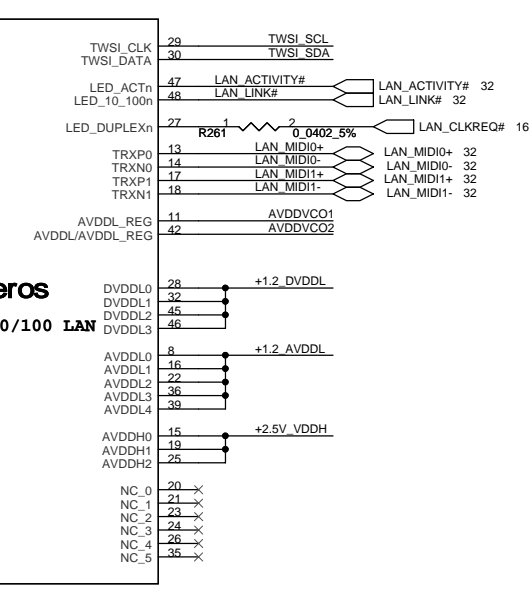 TWSI_CLK 29 TWSI_SCL
TWSI_DATA 30 TWSI_SDA
LED_ACTn 47 LAN_ACTIVITY# LAN_ACTIVITY# 32
LED_10_100n 48 LAN_LINK# LAN_LINK# 32
LED_DUPLEXn 27 R261 1 2 0_0402_5% LAN_CLKREQ# 16
TRXP0 13 LAN_MIDI0+ LAN_MIDI0+ 32
TRXN0 14 LAN_MIDI0- LAN_MIDI0- 32
TRXP1 17 LAN_MIDI1+ LAN_MIDI1+ 32
TRXN1 18 LAN_MIDI1- LAN_MIDI1- 32
AVDDL_REG 11 AVDDVCO1
AVDDL/AVDDL_REG 42 AVDDVCO2
eros
0/100 LAN
DVDDL0 28 +1.2_DVDDL
DVDDL1 32
DVDDL2 45
DVDDL3 46
AVDDL0 8 +1.2_AVDDL
AVDDL1 16
AVDDL2 22
AVDDL3 36
AVDDL4 39
AVDDH0 15 +2.5V_VDDH
AVDDH1 19
AVDDH2 25
NC_0 20
NC_1 21
NC_2 23
NC_3 24
NC_4 26
NC_5 35